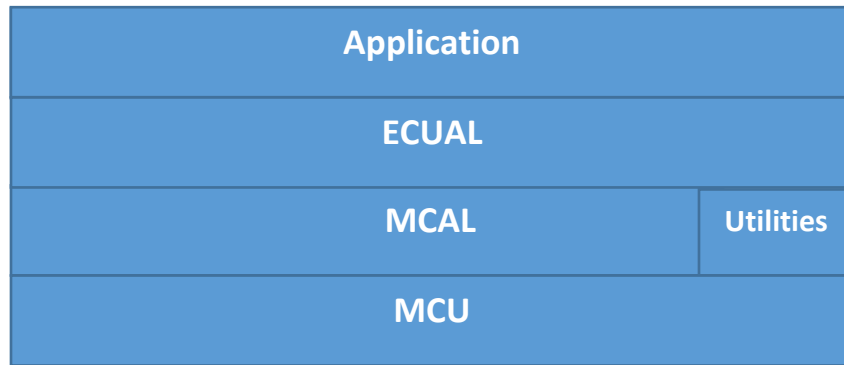 Application
ECUAL
MCAL
Utilities
MCU